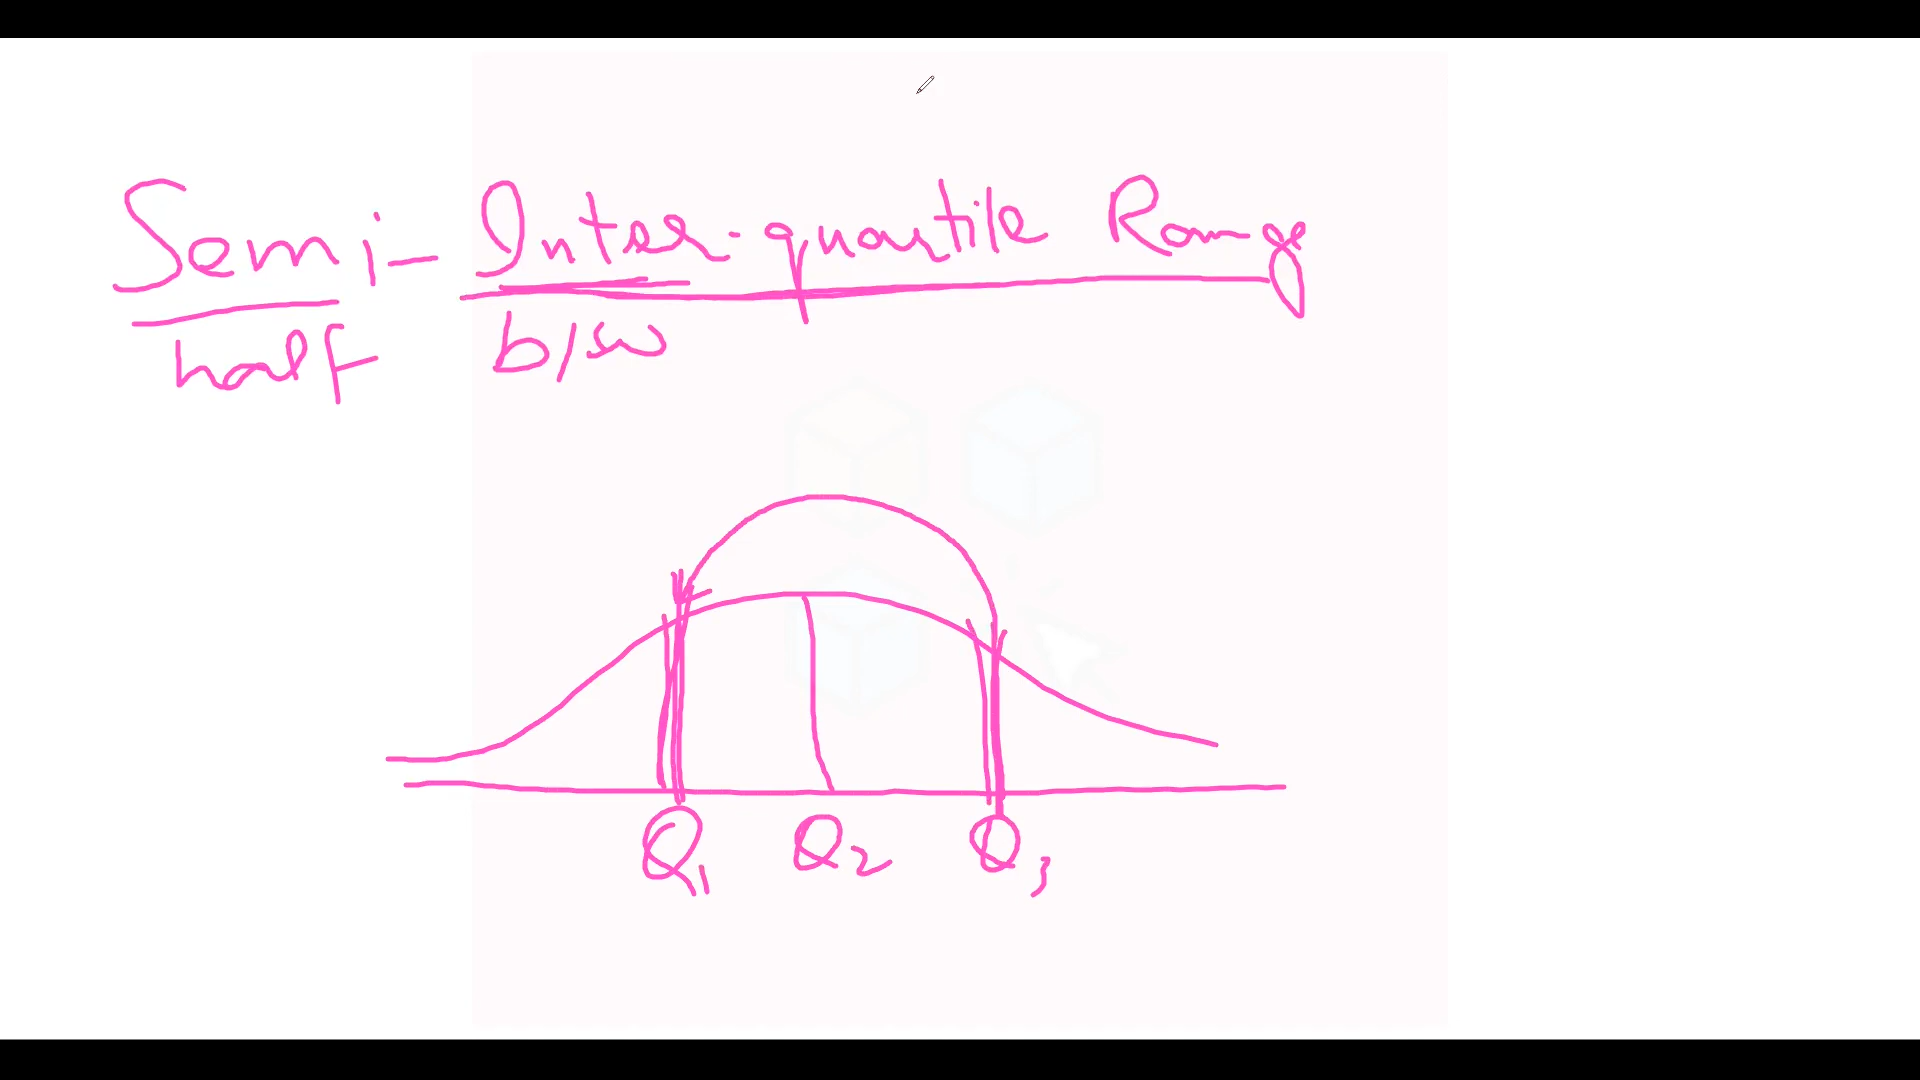 Semi- Inter-quartile Range
half b/w
Q1 Q2 Q3